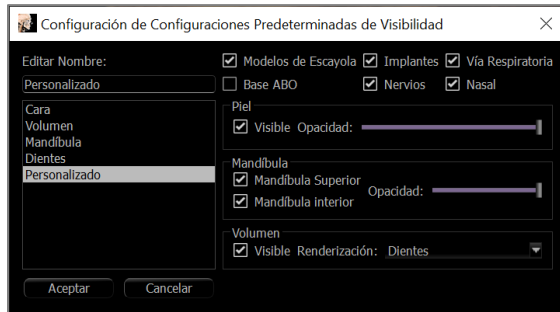 Configuración de Configuraciones Predeterminadas de Visibilidad
Editar Nombre:
Personalizado
Cara
Volumen
Mandíbula
Dientes
Personalizado
Aceptar
Cancelar
Modelos de Escayola
Implantes
Vía Respiratoria
Base ABO
Nervios
Nasal
Piel
Visible
Opacidad:
Mandíbula
Mandíbula Superior
Mandíbula interior
Opacidad:
Volumen
Visible
Renderización:
Dientes